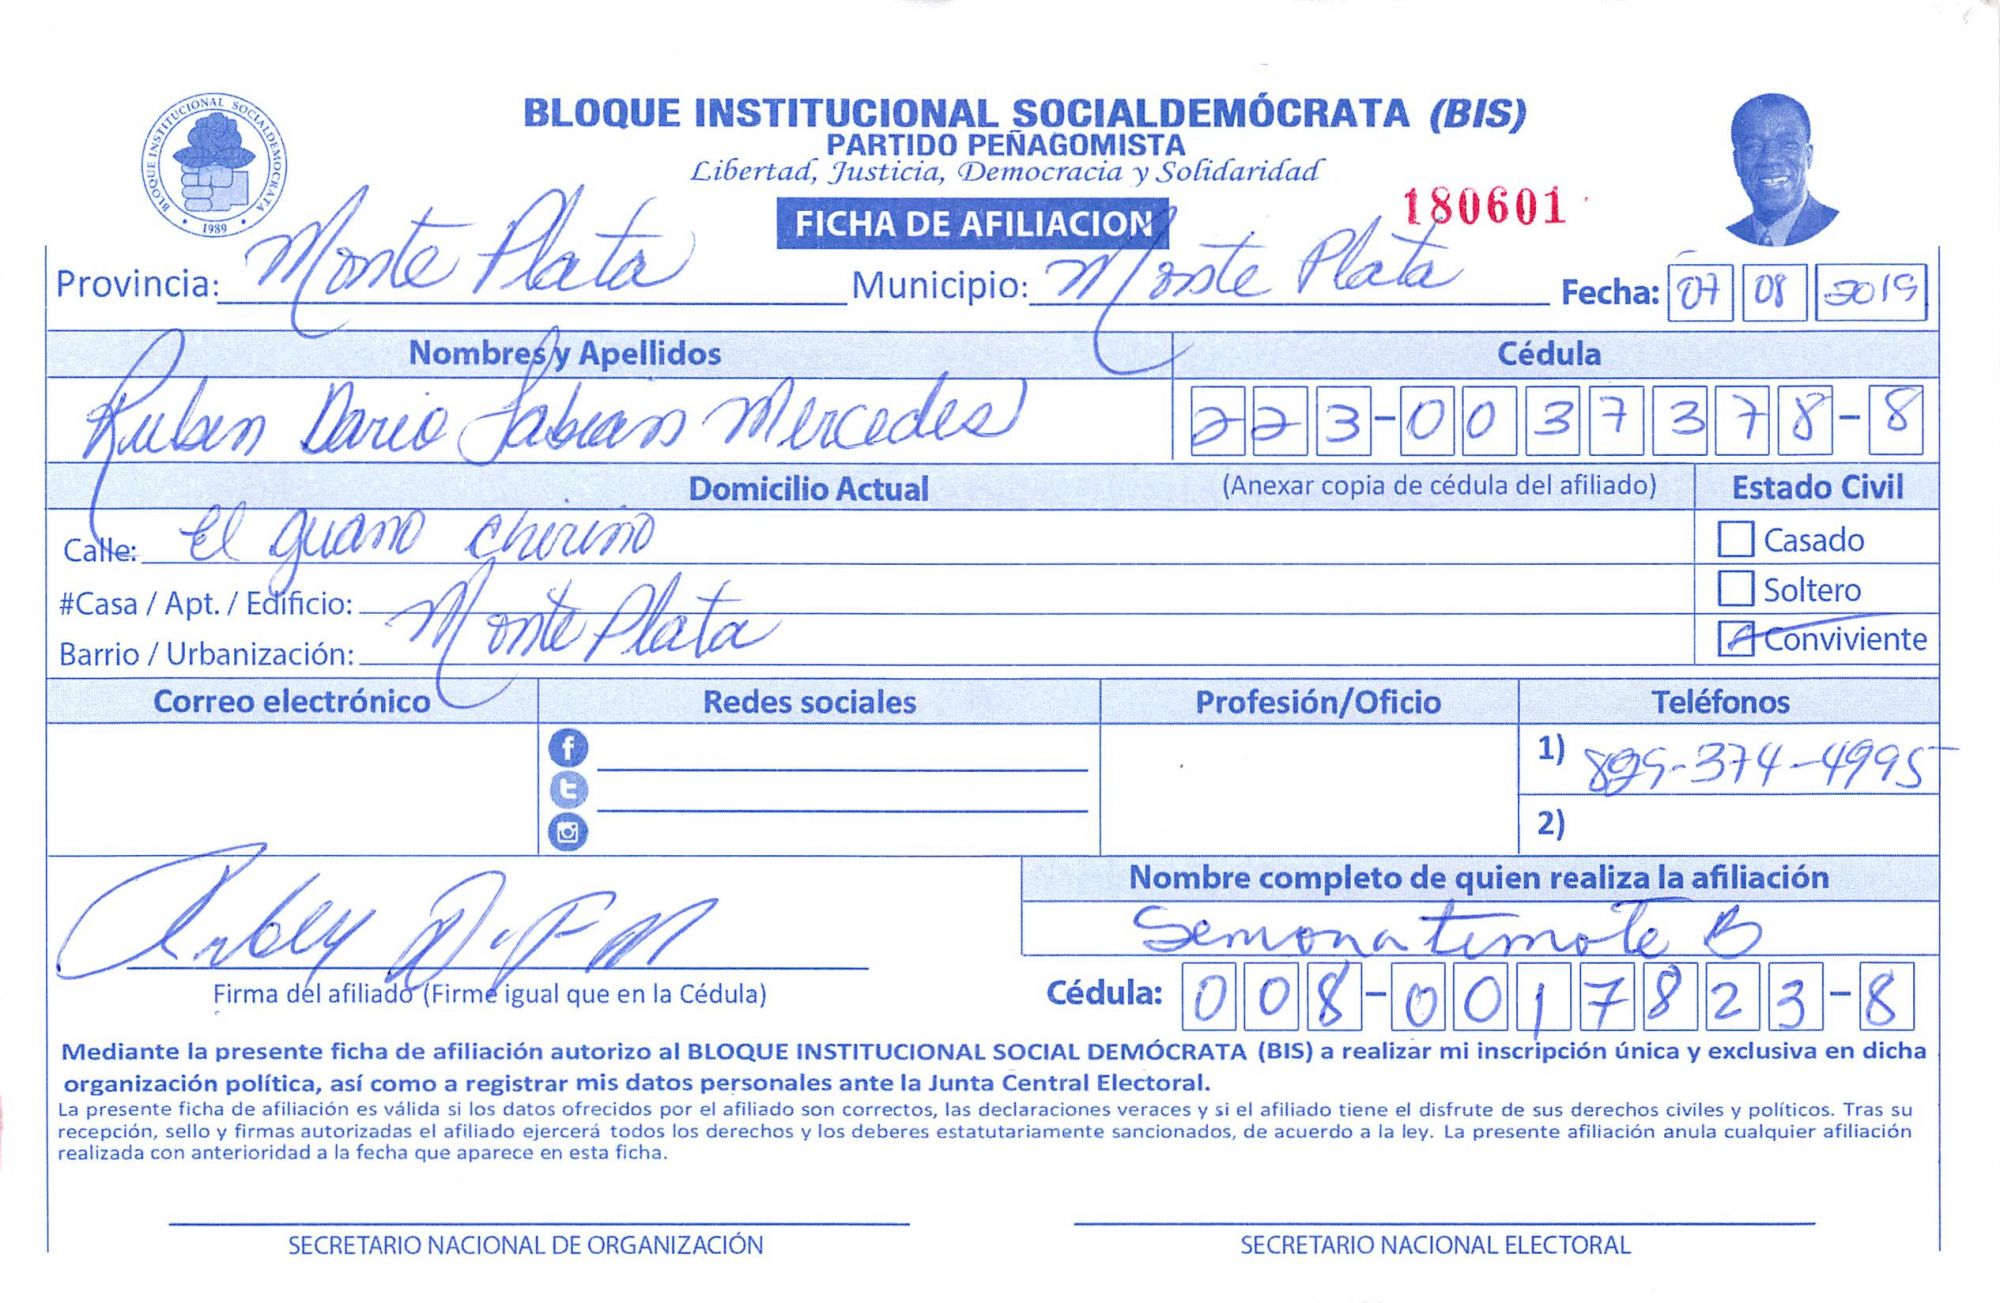 BLOQUE INSTITUCIONAL SOCIALDEMOCRATA
1989
BLOQUE INSTITUCIONAL SOCIALDEMÓCRATA (BIS)
PARTIDO PEÑAGOMISTA
Libertad, Justicia, Democracia y Solidaridad
FICHA DE AFILIACION 180601
Provincia: Monte Plata Municipio: Monte Plata Fecha: 07 08 2019
Nombres y Apellidos Cédula
Ruben Dario Fabian Mercedes 223-0037378-8
Domicilio Actual (Anexar copia de cédula del afiliado) Estado Civil
Calle: El guano chirino Casado
#Casa / Apt. / Edificio: Soltero
Barrio / Urbanización: Monte Plata Conviviente
Correo electrónico Redes sociales Profesión/Oficio Teléfonos
1) 829-374-4995
2)
Nombre completo de quien realiza la afiliación
Semona timote B
Firma del afiliado (Firme igual que en la Cédula) Cédula: 008-0017823-8
Mediante la presente ficha de afiliación autorizo al BLOQUE INSTITUCIONAL SOCIAL DEMÓCRATA (BIS) a realizar mi inscripción única y exclusiva en dicha
organización política, así como a registrar mis datos personales ante la Junta Central Electoral.
La presente ficha de afiliación es válida si los datos ofrecidos por el afiliado son correctos, las declaraciones veraces y si el afiliado tiene el disfrute de sus derechos civiles y políticos. Tras su
recepción, sello y firmas autorizadas el afiliado ejercerá todos los derechos y los deberes estatutariamente sancionados, de acuerdo a la ley. La presente afiliación anula cualquier afiliación
realizada con anterioridad a la fecha que aparece en esta ficha.
SECRETARIO NACIONAL DE ORGANIZACIÓN SECRETARIO NACIONAL ELECTORAL